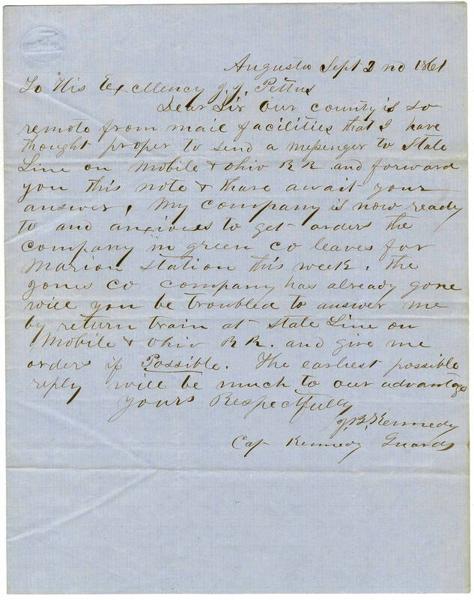 Augusta Sept 2nd 1861
To His Excellency J. J. Pettus
Dear Sir Our county is so
remote from mail facilities that I have
thought proper to send a messenger to State
Line on Mobile & Ohio R R and forward
you this note & thare await your
answer, My company is now ready
to and anxious to get orders the
company in green co leaves for
Marion Station this week. The
Jones Co company has already gone
will you be troubled to answer me
by return train at State Line on
Mobile & Ohio R R. and give me
order if Possible. The earliest possible
reply will be much to our advantage
Yours Respectfully
J. B. Kennedy
Cap Kennedy Guards